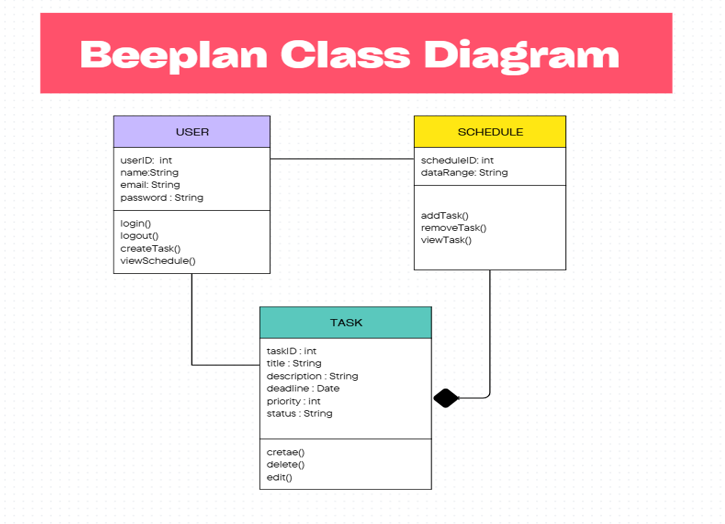 Beeplan Class Diagram
USER
userID: int
name:String
email: String
password : String
login()
logout()
createTask()
viewSchedule()
SCHEDULE
scheduleID: int
dataRange: String
addTask()
removeTask()
viewTask()
TASK
taskID : int
title : String
description : String
deadline : Date
priority : int
status : String
cretae()
delete()
edit()